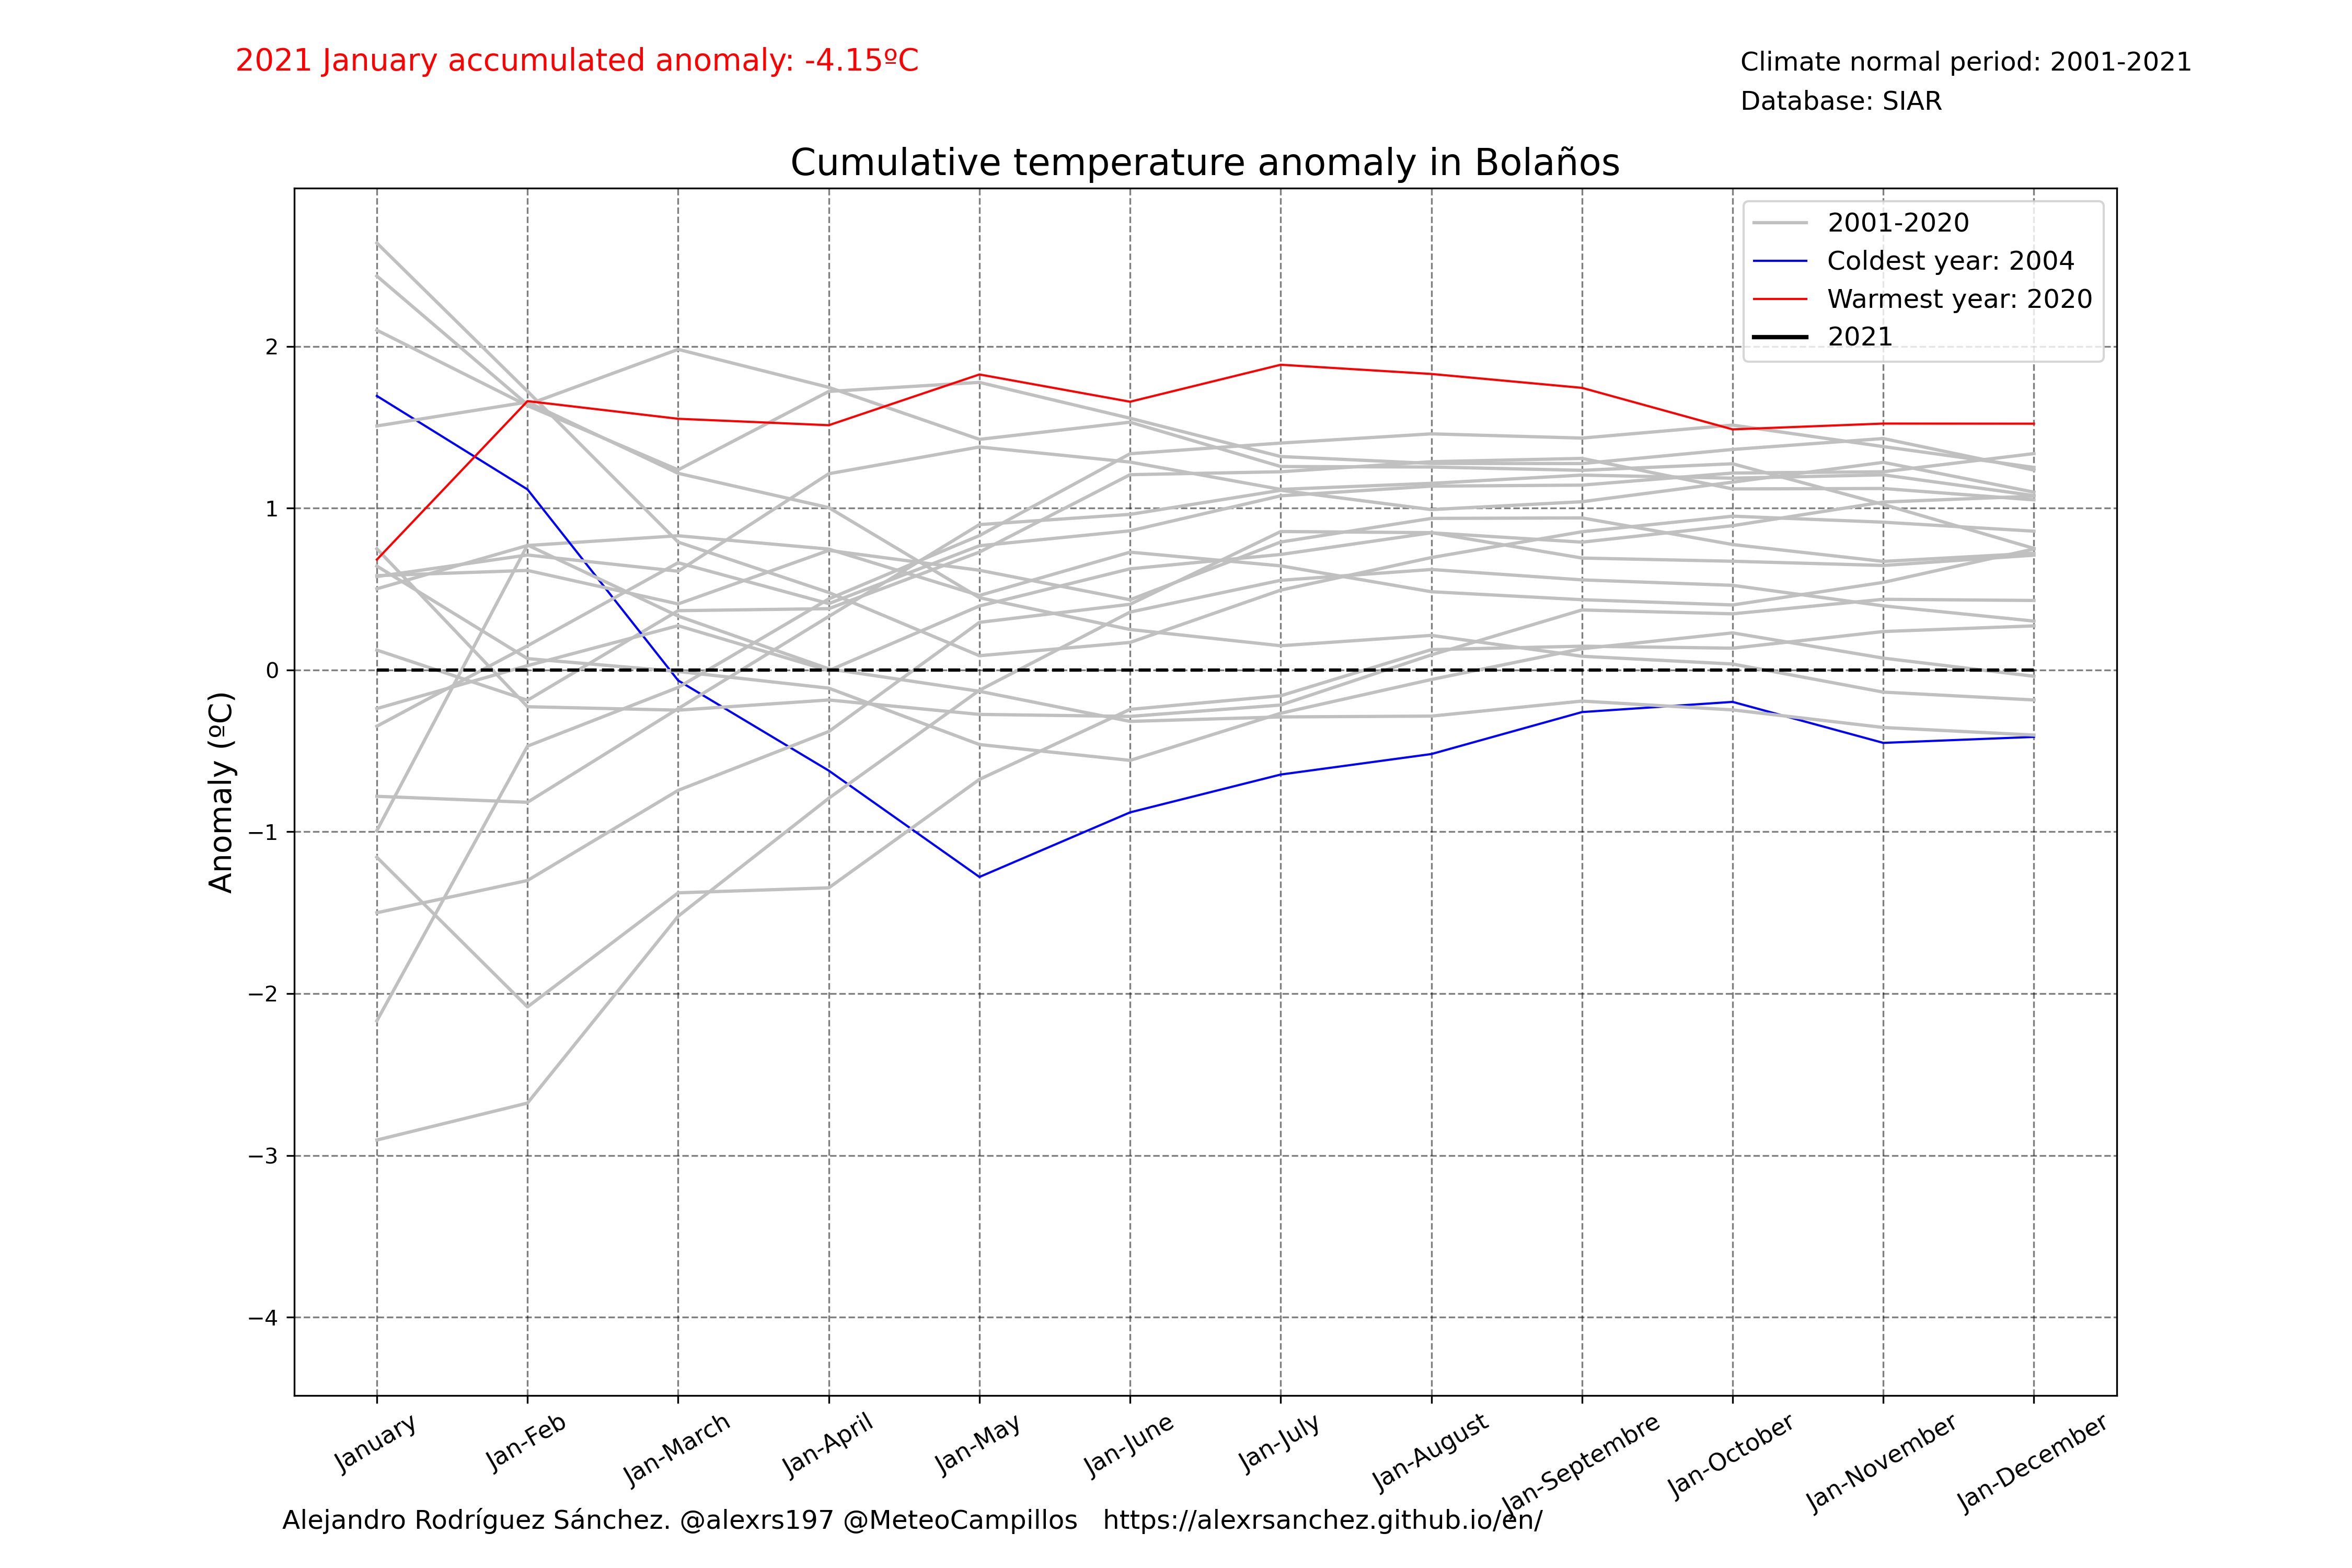 2021 January accumulated anomaly: -4.15ºC
Climate normal period: 2001-2021
Database: SIAR
Cumulative temperature anomaly in Bolaños
2001-2020
Coldest year: 2004
Warmest year: 2020
2021
Anomaly (ºC)
2
1
0
−1
−2
−3
−4
January
Jan-Feb
Jan-March
Jan-April
Jan-May
Jan-June
Jan-July
Jan-August
Jan-Septembre
Jan-October
Jan-November
Jan-December
Alejandro Rodríguez Sánchez. @alexrs197 @MeteoCampillos https://alexrsanchez.github.io/en/